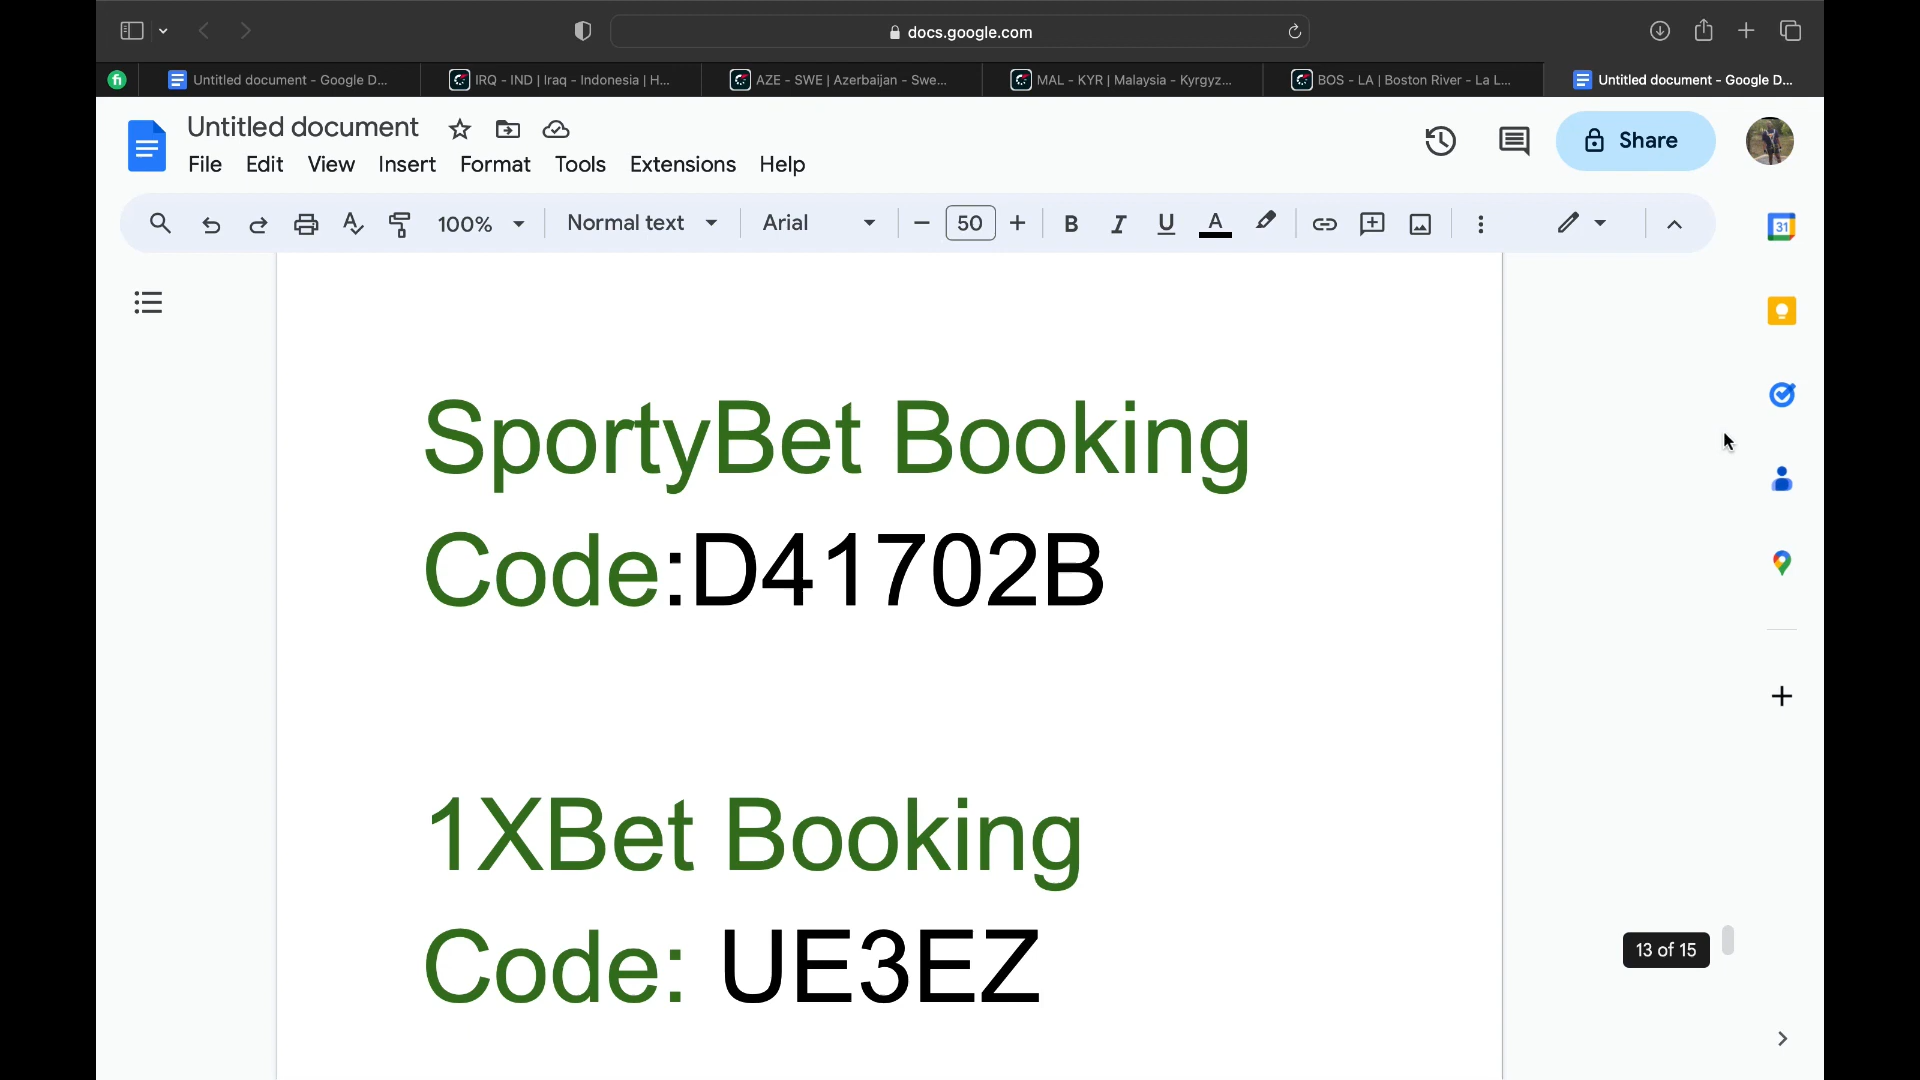 docs.google.com
Untitled document - Google D...
IRQ - IND | Iraq - Indonesia | H...
AZE - SWE | Azerbaijan - Swe...
MAL - KYR | Malaysia - Kyrgyz...
BOS - LA | Boston River - La L...
Untitled document - Google D...
Untitled document
File Edit View Insert Format Tools Extensions Help
Share
100% Normal text Arial 50 B I U A
31
SportyBet Booking
Code:D41702B
1XBet Booking
Code: UE3EZ
13 of 15